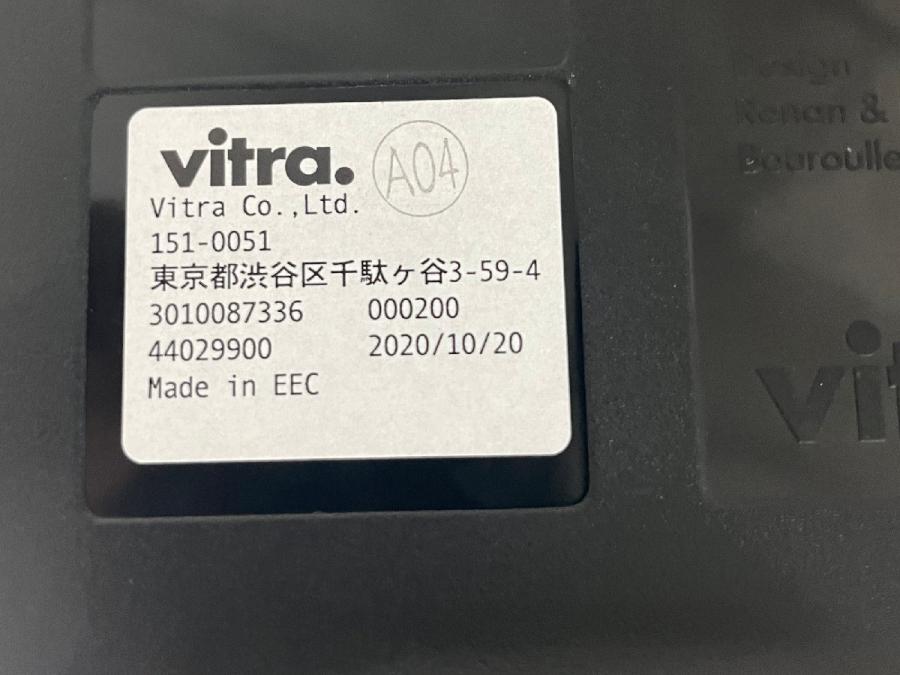 vitra. A04
Vitra Co.,Ltd.
151-0051
東京都渋谷区千駄ヶ谷3-59-4
3010087336 000200
44029900 2020/10/20
Made in EEC
Design
Ronan &
Bouroulle
vit